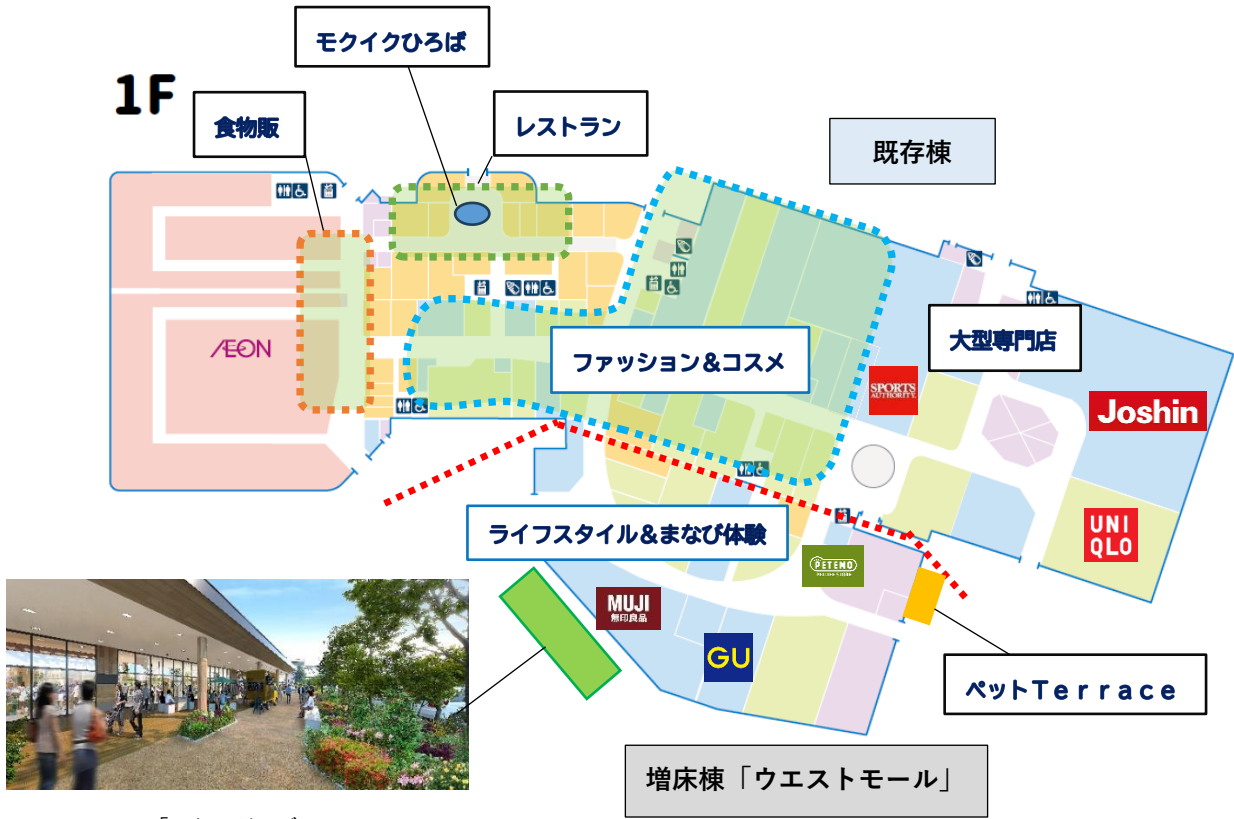 モクイクひろば
1F
食物販
レストラン
既存棟
ÆON
ファッション＆コスメ
大型専門店
SPORTS
AUTHORITY
Joshin
ライフスタイル＆まなび体験
UNI
QLO
PETEMO
MUJI
無印良品
GU
ペットTerrace
増床棟「ウエストモール」